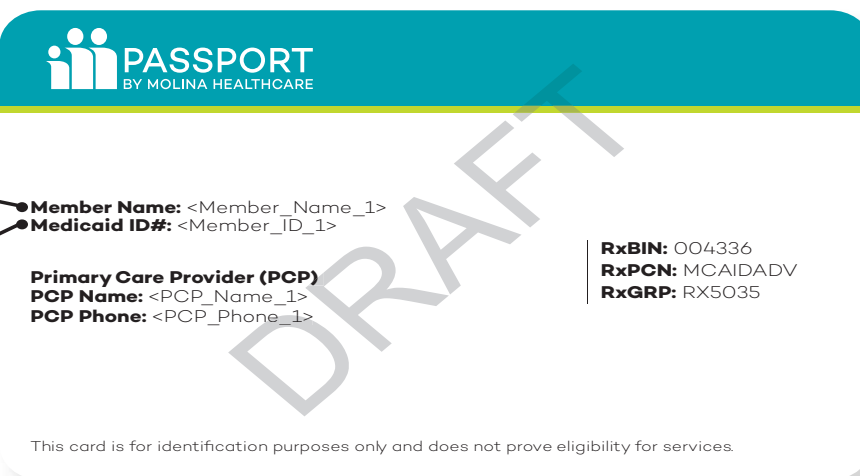 PASSPORT
BY MOLINA HEALTHCARE
Member Name: <Member_Name_1>
Medicaid ID#: <Member_ID_1>
Primary Care Provider (PCP)
PCP Name: <PCP_Name_1>
PCP Phone: <PCP_Phone_1>
RxBIN: 004336
RxPCN: MCAIDADV
RxGRP: RX5035
DRAFT
This card is for identification purposes only and does not prove eligibility for services.